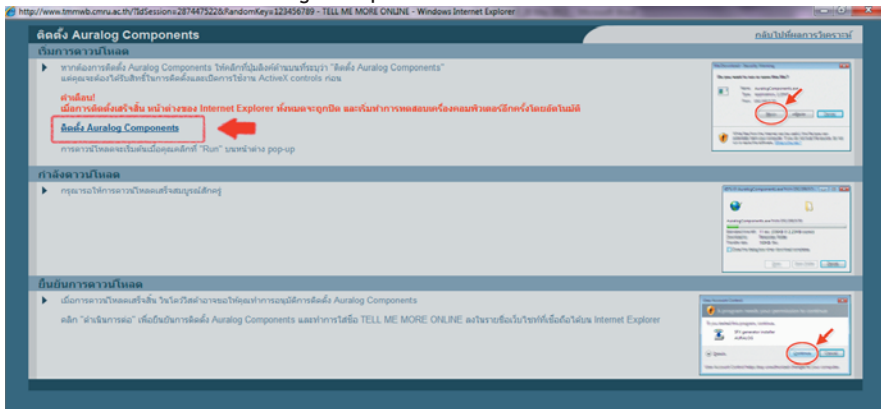 http://www.tmmwb.cmru.ac.th/?IdSession=287447522&RandomKey=123456789 - TELL ME MORE ONLINE - Windows Internet Explorer
ติดตั้ง Auralog Components
กลับไปที่ผลการวิเคราะห์
เริ่มการดาวน์โหลด
หากต้องการติดตั้ง Auralog Components ให้คลิกที่ปุ่มลิงค์ด้านบนที่ระบุว่า "ติดตั้ง Auralog Components"
แต่คุณจะต้องได้รับสิทธิ์ในการติดตั้งและเปิดการใช้งาน ActiveX controls ก่อน
คำเตือน!
เมื่อการติดตั้งเสร็จสิ้น หน้าต่างของ Internet Explorer ทั้งหมดจะถูกปิด และเริ่มทำการทดสอบเครื่องคอมพิวเตอร์อีกครั้งโดยอัตโนมัติ
ติดตั้ง Auralog Components
การดาวน์โหลดจะเริ่มต้นเมื่อคุณคลิกที่ "Run" บนหน้าต่าง pop-up
กำลังดาวน์โหลด
กรุณารอให้การดาวน์โหลดเสร็จสมบูรณ์สักครู่
ยืนยันการดาวน์โหลด
เมื่อการดาวน์โหลดเสร็จสิ้น วินโดว์วิสต้าอาจขอให้คุณทำการอนุมัติการติดตั้ง Auralog Components
คลิก "ดำเนินการต่อ" เพื่อยืนยันการติดตั้ง Auralog Components และทำการใส่ชื่อ TELL ME MORE ONLINE ลงในรายชื่อเว็บไซท์ที่เชื่อถือได้บน Internet Explorer